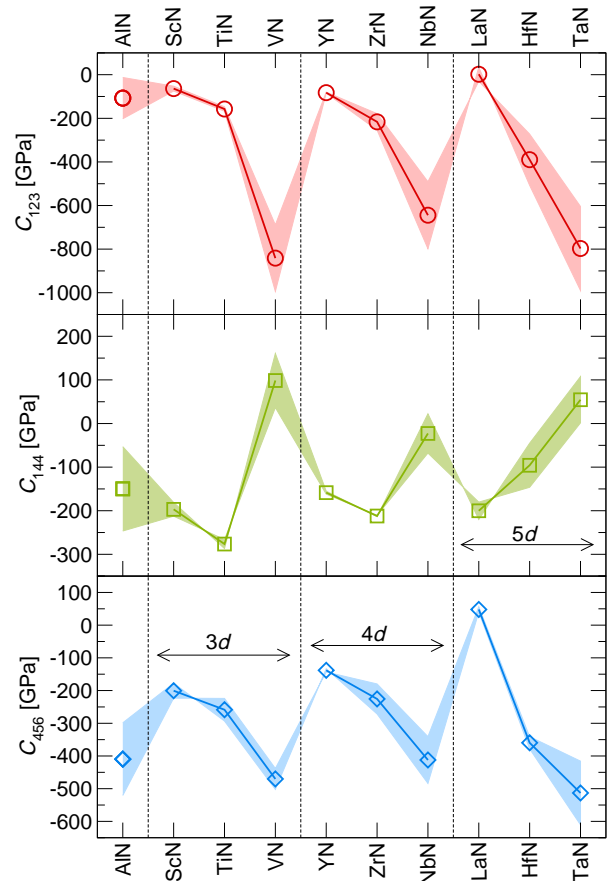 AlN ScN TiN VN YN ZrN NbN LaN HfN TaN
0
-200
-400
-600
-800
-1000
C123 [GPa]
200
100
0
-100
-200
-300
C144 [GPa]
5d
100
0
-100
-200
-300
-400
-500
-600
C456 [GPa]
3d 4d
AlN ScN TiN VN YN ZrN NbN LaN HfN TaN